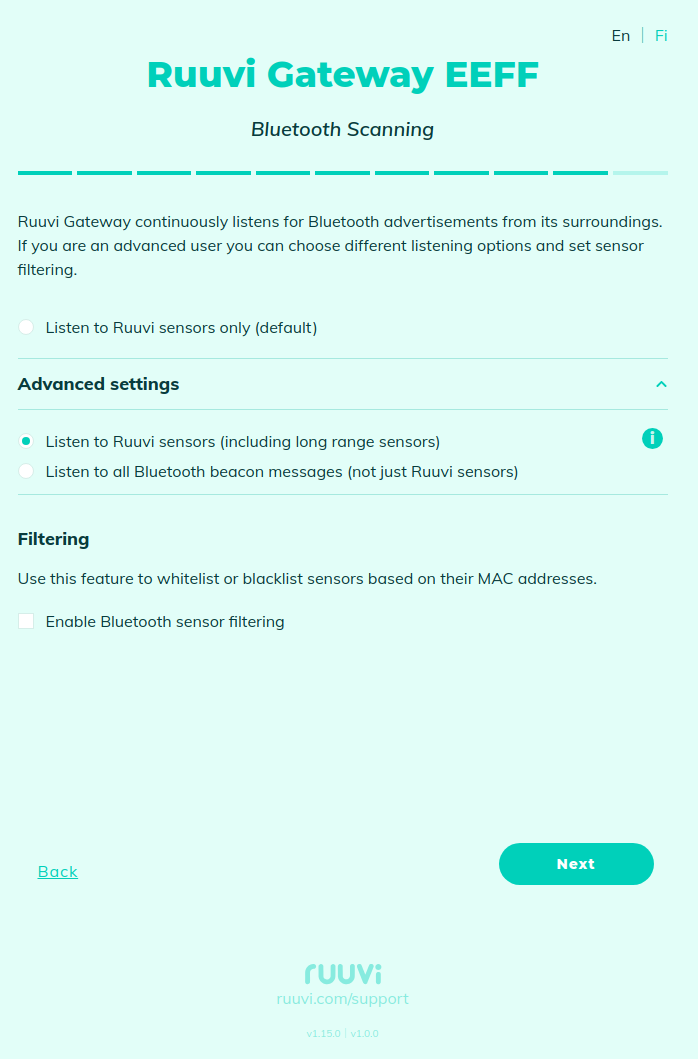 En | Fi
Ruuvi Gateway EEFF
Bluetooth Scanning
Ruuvi Gateway continuously listens for Bluetooth advertisements from its surroundings.
If you are an advanced user you can choose different listening options and set sensor
filtering.
Listen to Ruuvi sensors only (default)
Advanced settings
Listen to Ruuvi sensors (including long range sensors)
Listen to all Bluetooth beacon messages (not just Ruuvi sensors)
Filtering
Use this feature to whitelist or blacklist sensors based on their MAC addresses.
Enable Bluetooth sensor filtering
Back
Next
ruuvi
ruuvi.com/support
v1.15.0 | v1.0.0